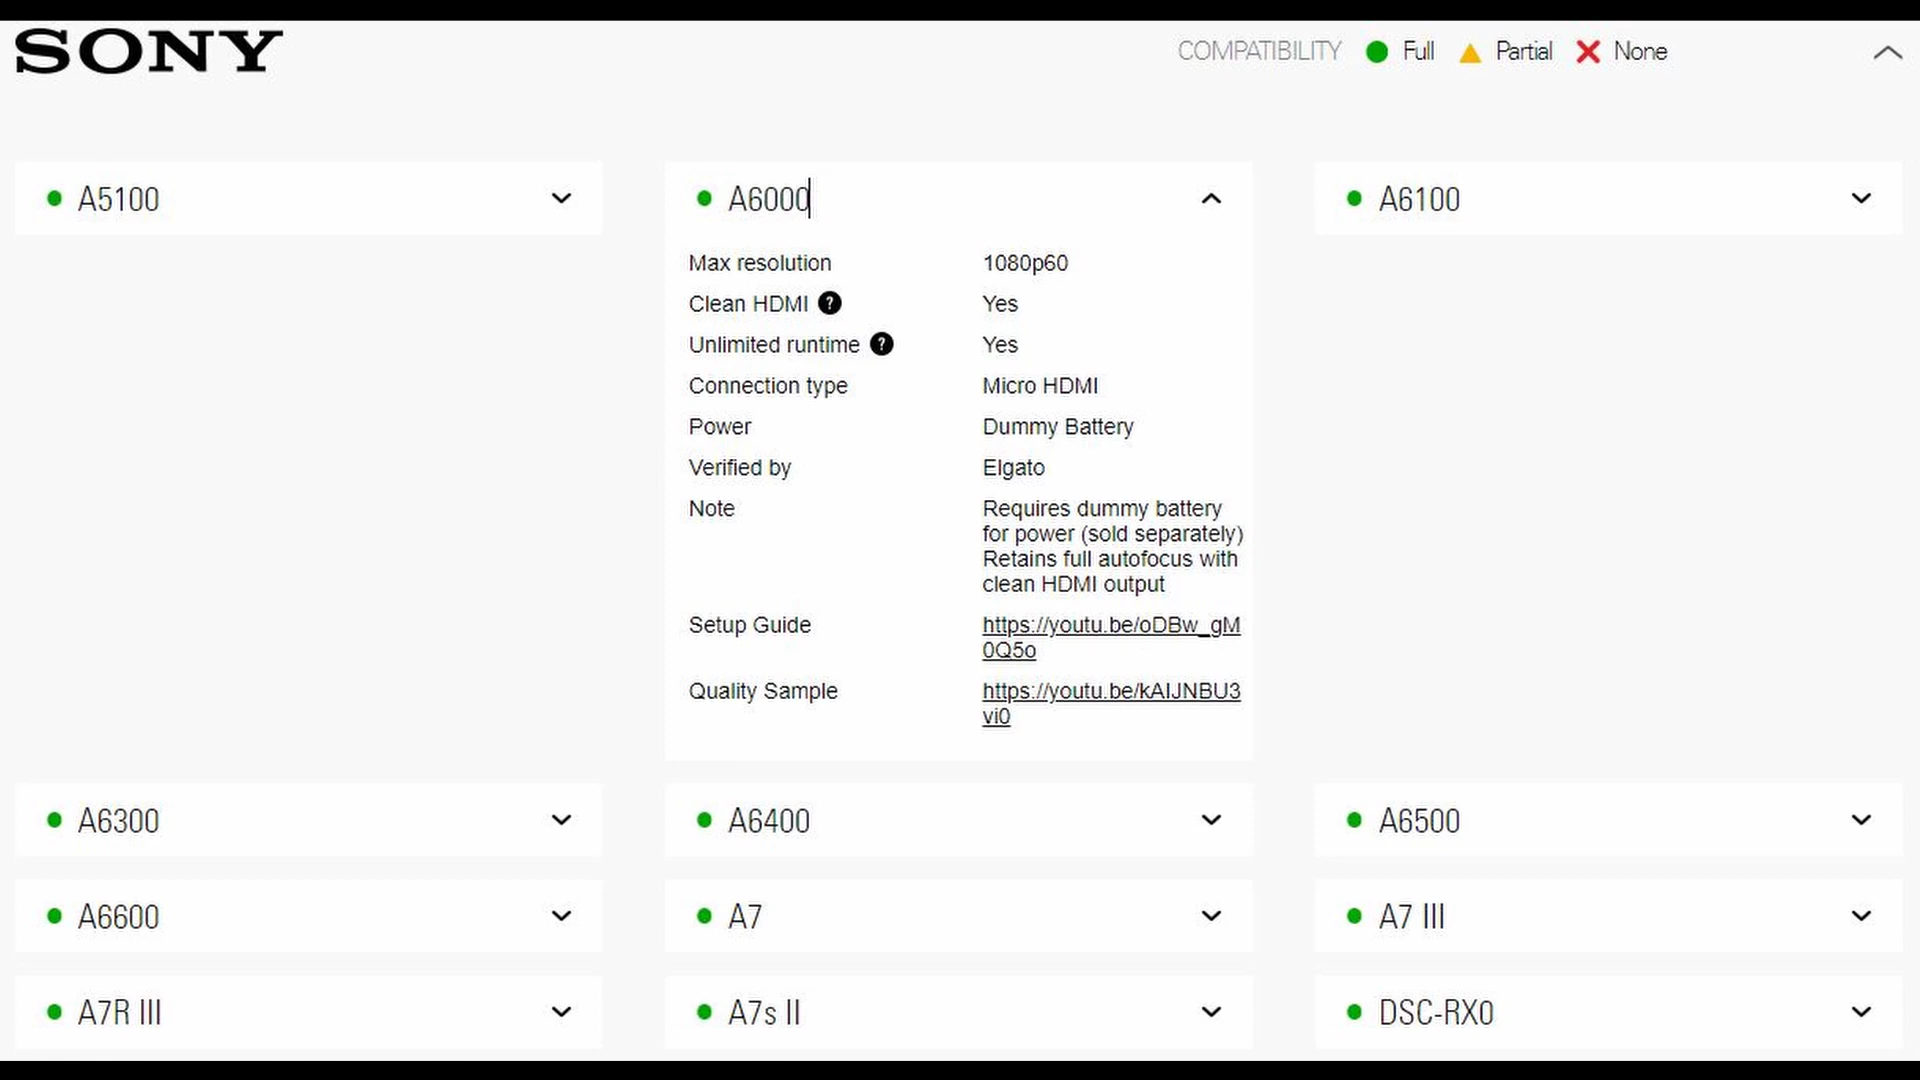 SONY
COMPATIBILITY Full Partial None
A5100
A6000
A6100
Max resolution 1080p60
Clean HDMI ? Yes
Unlimited runtime ? Yes
Connection type Micro HDMI
Power Dummy Battery
Verified by Elgato
Note Requires dummy battery
for power (sold separately)
Retains full autofocus with
clean HDMI output
Setup Guide https://youtu.be/oDBw_gM
0Q5o
Quality Sample https://youtu.be/kAIJNBU3
vi0
A6300
A6400
A6500
A6600
A7
A7 III
A7R III
A7s II
DSC-RX0